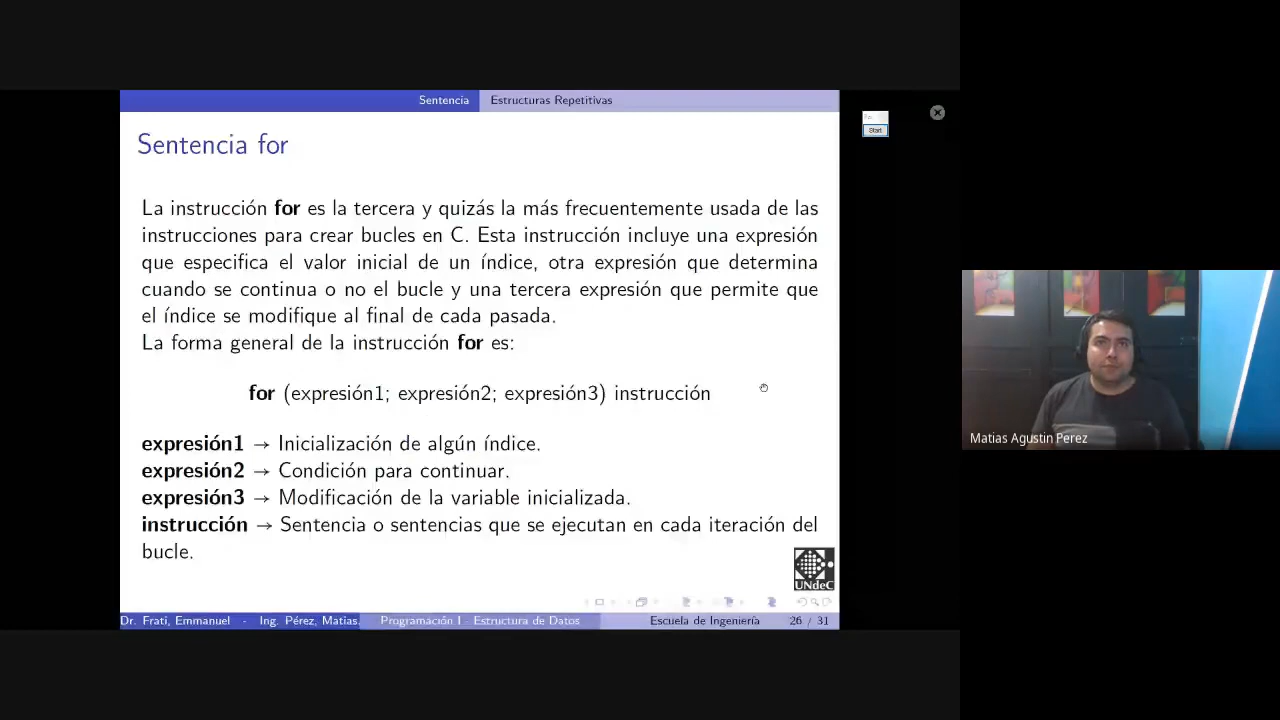 Sentencia Estructuras Repetitivas
Sentencia for
La instrucción for es la tercera y quizás la más frecuentemente usada de las
instrucciones para crear bucles en C. Esta instrucción incluye una expresión
que especifica el valor inicial de un índice, otra expresión que determina
cuando se continua o no el bucle y una tercera expresión que permite que
el índice se modifique al final de cada pasada.
La forma general de la instrucción for es:
for (expresión1; expresión2; expresión3) instrucción
expresión1 → Inicialización de algún índice.
expresión2 → Condición para continuar.
expresión3 → Modificación de la variable inicializada.
instrucción → Sentencia o sentencias que se ejecutan en cada iteración del
bucle.
UNdeC
Dr. Frati, Emmanuel - Ing. Pérez, Matias. Programación I - Estructura de Datos Escuela de Ingeniería 26 / 31
Start
Matias Agustin Perez